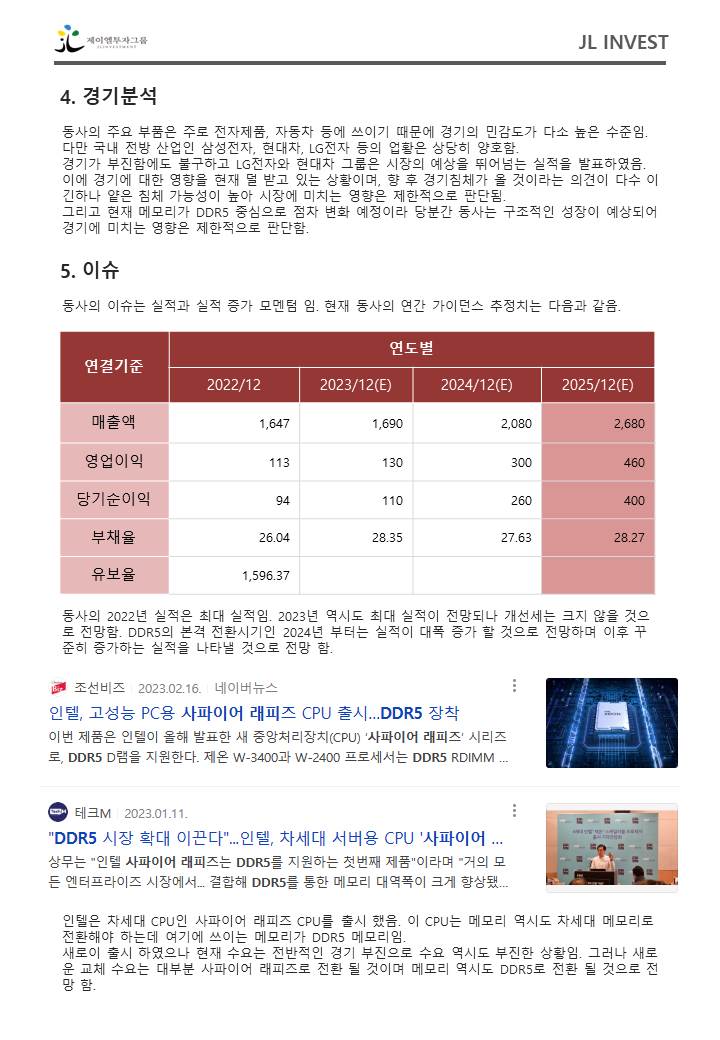 제이엘투자그룹
JL INVESTMENT
JL INVEST
4. 경기분석
동사의 주요 부품은 주로 전자제품, 자동차 등에 쓰이기 때문에 경기의 민감도가 다소 높은 수준임.
다만 국내 전방 산업인 삼성전자, 현대차, LG전자 등의 업황은 상당히 양호함.
경기가 부진함에도 불구하고 LG전자와 현대차 그룹은 시장의 예상을 뛰어넘는 실적을 발표하였음.
이에 경기에 대한 영향을 현재 덜 받고 있는 상황이며, 향 후 경기침체가 올 것이라는 의견이 다수 이
긴하나 얕은 침체 가능성이 높아 시장에 미치는 영향은 제한적으로 판단됨.
그리고 현재 메모리가 DDR5 중심으로 점차 변화 예정이라 당분간 동사는 구조적인 성장이 예상되어
경기에 미치는 영향은 제한적으로 판단함.
5. 이슈
동사의 이슈는 실적과 실적 증가 모멘텀 임. 현재 동사의 연간 가이던스 추정치는 다음과 같음.
연결기준 연도별
2022/12 2023/12(E) 2024/12(E) 2025/12(E)
매출액 1,647 1,690 2,080 2,680
영업이익 113 130 300 460
당기순이익 94 110 260 400
부채율 26.04 28.35 27.63 28.27
유보율 1,596.37
동사의 2022년 실적은 최대 실적임. 2023년 역시도 최대 실적이 전망되나 개선세는 크지 않을 것으
로 전망함. DDR5의 본격 전환시기인 2024년 부터는 실적이 대폭 증가 할 것으로 전망하며 이후 꾸
준히 증가하는 실적을 나타낼 것으로 전망 함.
조선비즈 2023.02.16. 네이버뉴스
인텔, 고성능 PC용 사파이어 래피즈 CPU 출시...DDR5 장착
이번 제품은 인텔이 올해 발표한 새 중앙처리장치(CPU) '사파이어 래피즈' 시리즈
로, DDR5 D램을 지원한다. 제온 W-3400과 W-2400 프로세서는 DDR5 RDIMM ...
테크M 2023.01.11.
"DDR5 시장 확대 이끈다"...인텔, 차세대 서버용 CPU '사파이어 ...
상무는 "인텔 사파이어 래피즈는 DDR5를 지원하는 첫번째 제품"이라며 "거의 모
든 엔터프라이즈 시장에서... 결합해 DDR5를 통한 메모리 대역폭이 크게 향상됐...
인텔은 차세대 CPU인 사파이어 래피즈 CPU를 출시 했음. 이 CPU는 메모리 역시도 차세대 메모리로
전환해야 하는데 여기에 쓰이는 메모리가 DDR5 메모리임.
새로이 출시 하였으나 현재 수요는 전반적인 경기 부진으로 수요 역시도 부진한 상황임. 그러나 새로
운 교체 수요는 대부분 사파이어 래피즈로 전환 될 것이며 메모리 역시도 DDR5로 전환 될 것으로 전
망 함.